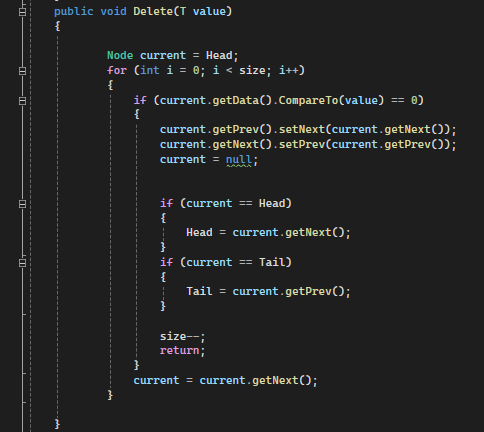 public void Delete(T value)
{
Node current = Head;
for (int i = 0; i < size; i++)
{
if (current.getData().CompareTo(value) == 0)
{
current.getPrev().setNext(current.getNext());
current.getNext().setPrev(current.getPrev());
current = null;
if (current == Head)
{
Head = current.getNext();
}
if (current == Tail)
{
Tail = current.getPrev();
}
size--;
return;
}
current = current.getNext();
}
}